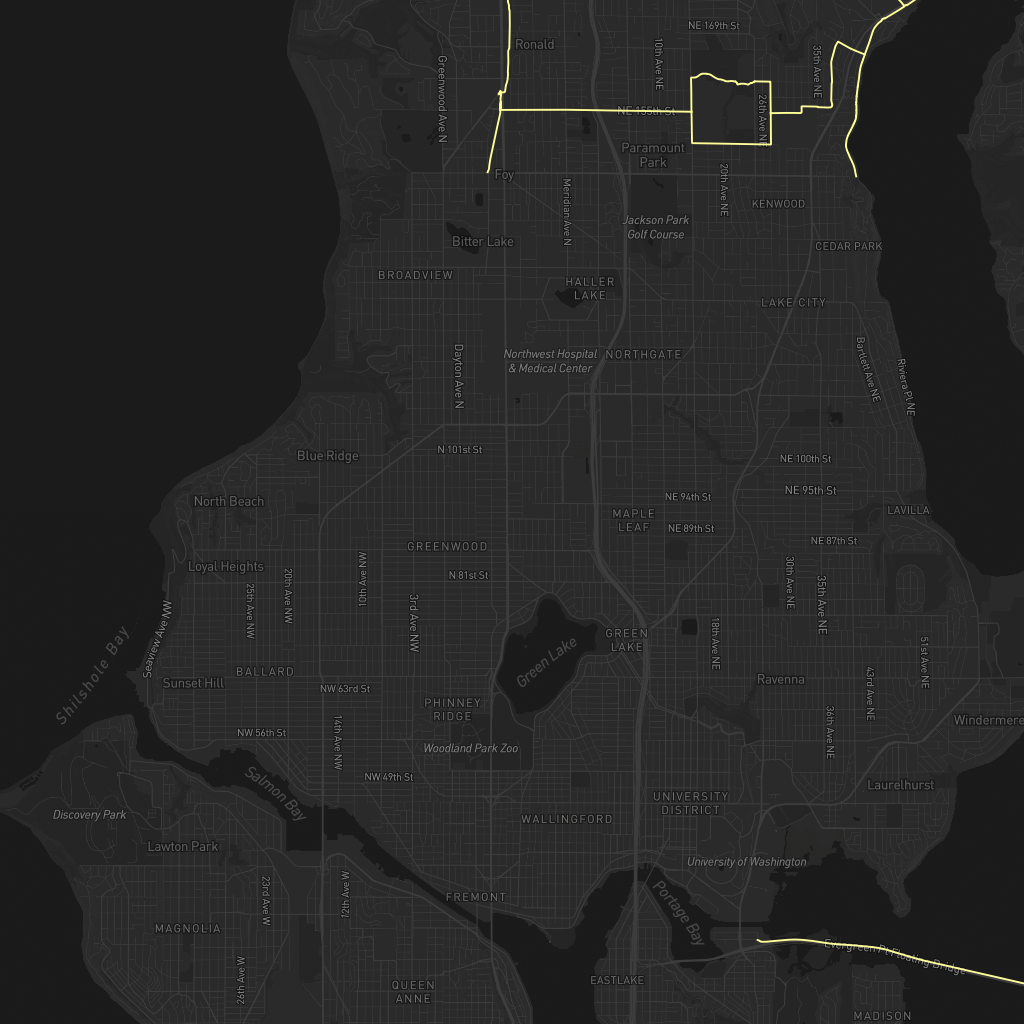 NE 169th St
Ronald
10th Ave NE
35th Ave NE
Greenwood Ave N
26th Ave NE
NE 155th St
Paramount
Park
Foy
20th Ave NE
Meridian Ave N
KENWOOD
Jackson Park
Golf Course
Bitter Lake
CEDAR PARK
BROADVIEW
HALLER
LAKE
LAKE CITY
Dayton Ave N
Northwest Hospital
& Medical Center
NORTHGATE
Bartlett Ave NE
Riviera Pl NE
N 101st St
Blue Ridge
NE 100th St
North Beach
NE 94th St
NE 95th St
MAPLE
LEAF
NE 89th St
LAVILLA
GREENWOOD
NE 87th St
Loyal Heights
N 81st St
10th Ave NW
20th Ave NW
25th Ave NW
30th Ave NE
35th Ave NE
3rd Ave NW
Seaview Ave NW
Shilshole Bay
GREEN
LAKE
Green Lake
18th Ave NE
51st Ave NE
BALLARD
Sunset Hill
NW 63rd St
Ravenna
43rd Ave NE
PHINNEY
RIDGE
36th Ave NE
Windermere
NW 56th St
14th Ave NW
Woodland Park Zoo
NW 49th St
Salmon Bay
Laurelhurst
UNIVERSITY
DISTRICT
Discovery Park
WALLINGFORD
Lawton Park
University of Washington
23rd Ave W
12th Ave W
FREMONT
Portage Bay
MAGNOLIA
Evergreen Pt Floating Bridge
26th Ave W
EASTLAKE
QUEEN
ANNE
MADISON